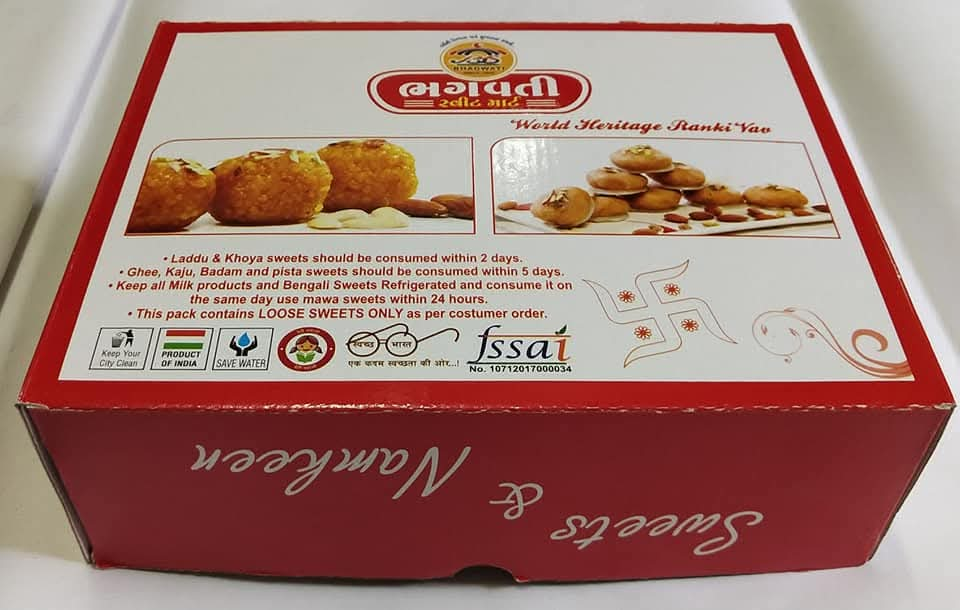 BHAGWATI
ભગવતી
સ્વીટ માર્ટ
World Heritage Ranki Vav
• Laddu & Khoya sweets should be consumed within 2 days.
• Ghee, Kaju, Badam and pista sweets should be consumed within 5 days.
• Keep all Milk products and Bengali Sweets Refrigerated and consume it on
the same day use mawa sweets within 24 hours.
• This pack contains LOOSE SWEETS ONLY as per costumer order.
Keep Your
City Clean
PRODUCT
OF INDIA
SAVE WATER
स्वच्छ भारत
एक कदम स्वच्छता की ओर...!
fssai
No. 10712017000034
Sweets
&
Namkeen